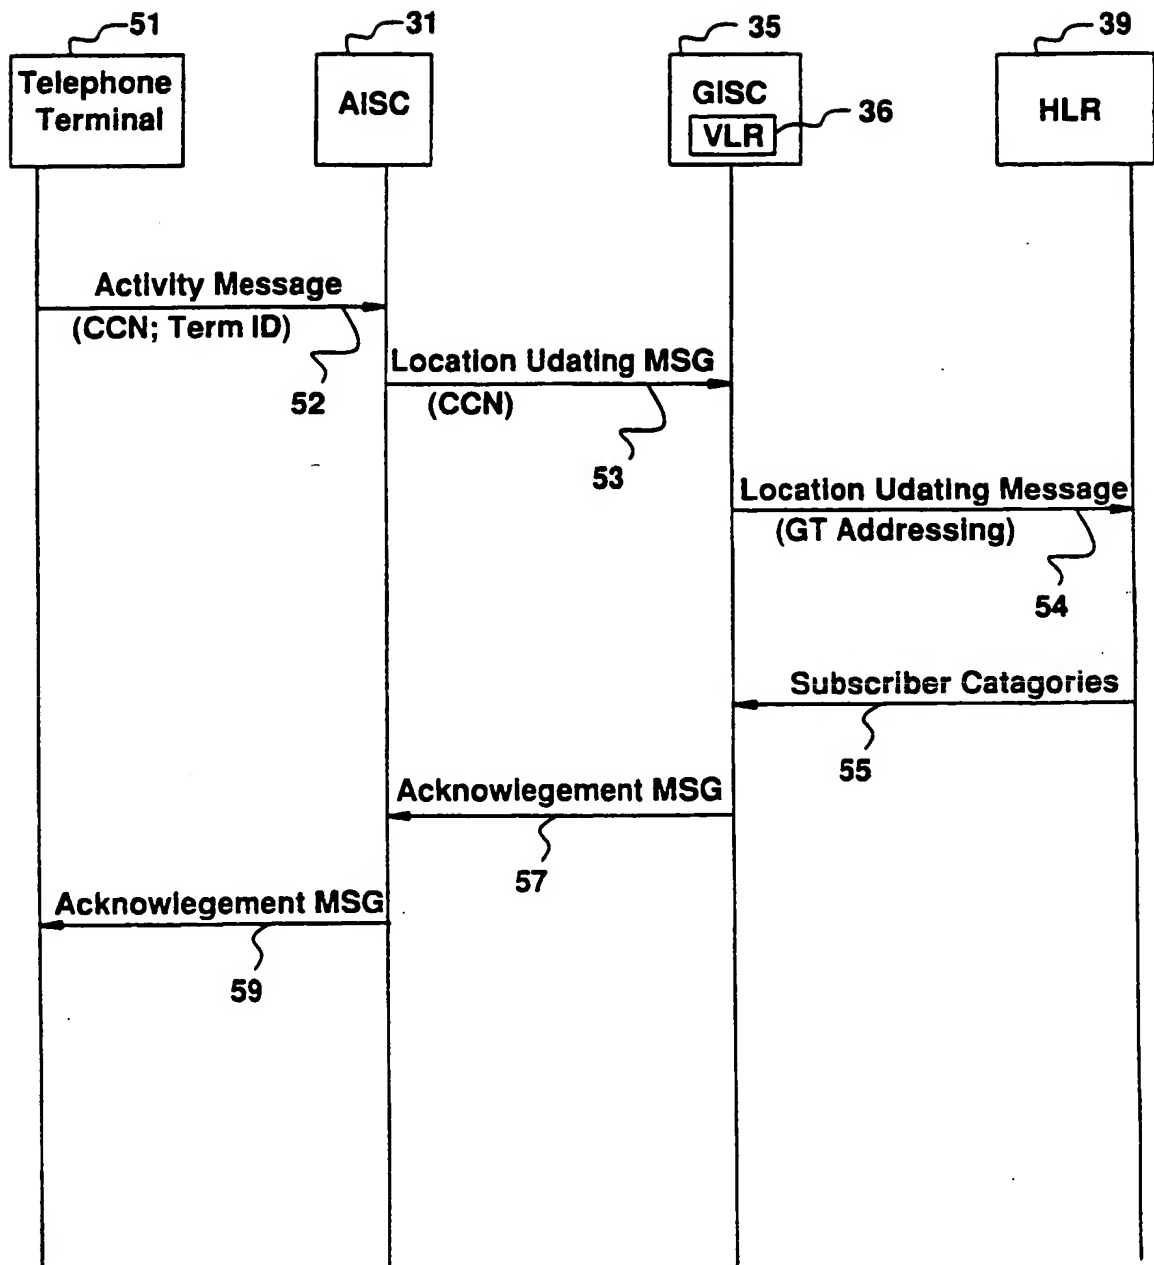 51
31
35
39
Telephone
Terminal
AISC
GISC
VLR
36
HLR
Activity Message
(CCN; Term ID)
52
Location Udating MSG
(CCN)
53
Location Udating Message
(GT Addressing)
54
Subscriber Catagories
55
Acknowlegement MSG
57
Acknowlegement MSG
59